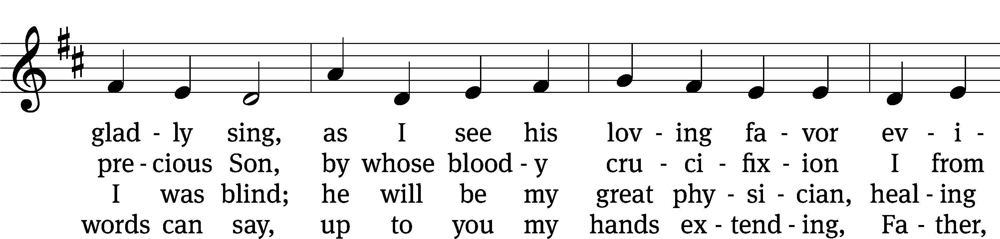 glad - ly sing, as I see his lov - ing fa - vor ev - i -
pre - cious Son, by whose blood - y cru - ci - fix - ion I from
I was blind; he will be my great phy - si - cian, heal - ing
words can say, up to you my hands ex - tend - ing, Fa - ther,